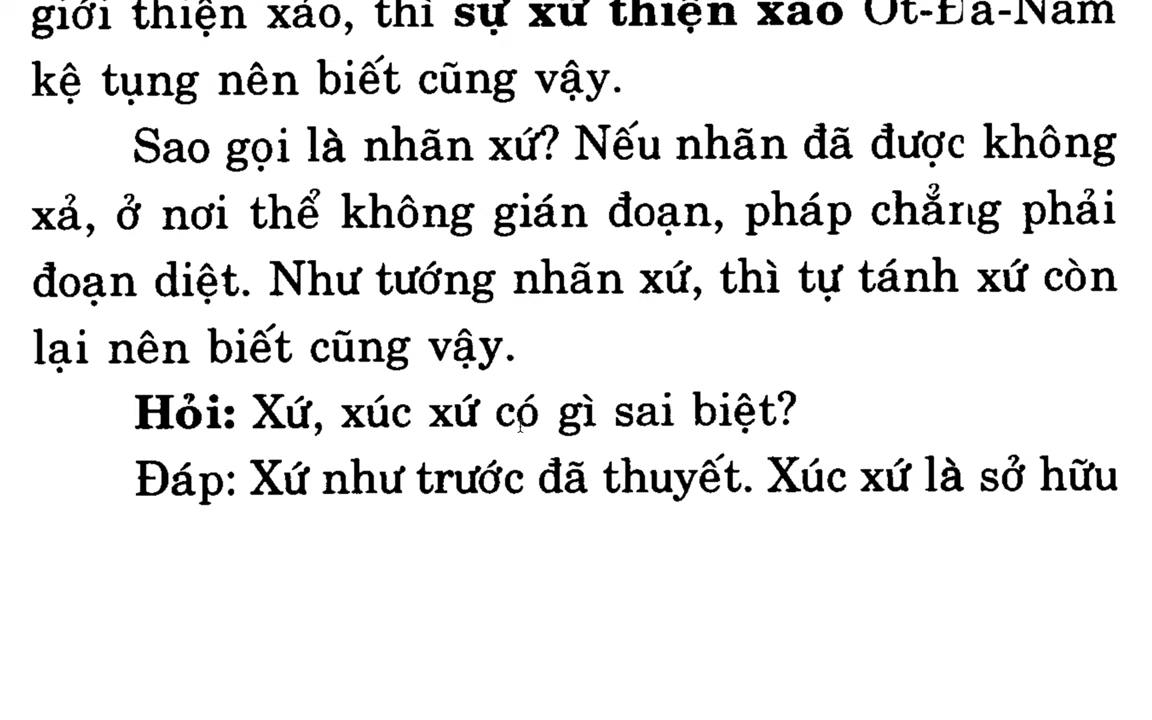 giới thiện xảo, thì sự xứ thiện xảo Ốt-Đà-Nam
kệ tụng nên biết cũng vậy.
Sao gọi là nhãn xứ? Nếu nhãn đã được không
xả, ở nơi thể không gián đoạn, pháp chẳng phải
đoạn diệt. Như tướng nhãn xứ, thì tự tánh xứ còn
lại nên biết cũng vậy.
Hỏi: Xứ, xúc xứ có gì sai biệt?
Đáp: Xứ như trước đã thuyết. Xúc xứ là sở hữu